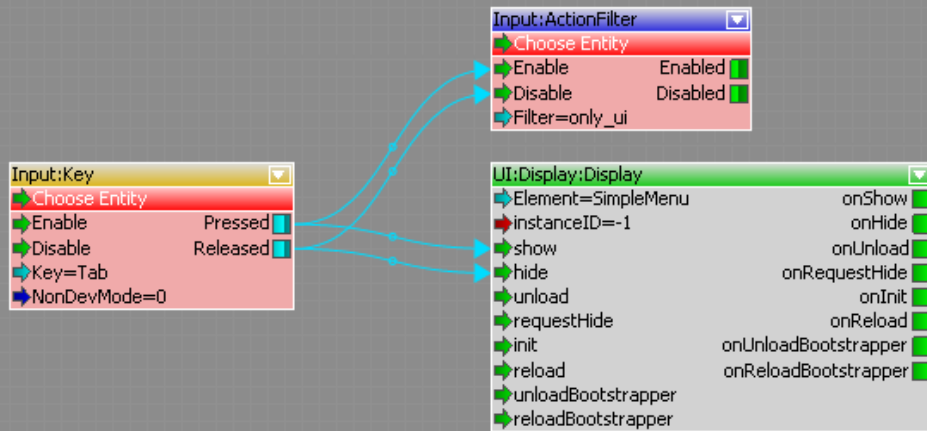 Input:ActionFilter
Choose Entity
Enable Enabled
Disable Disabled
Filter=only_ui
Input:Key
Choose Entity
Enable Pressed
Disable Released
Key=Tab
NonDevMode=0
UI:Display:Display
Element=SimpleMenu onShow
instanceID=-1 onHide
show onUnload
hide onRequestHide
unload onInit
requestHide onReload
init onUnloadBootstrapper
reload onReloadBootstrapper
unloadBootstrapper
reloadBootstrapper